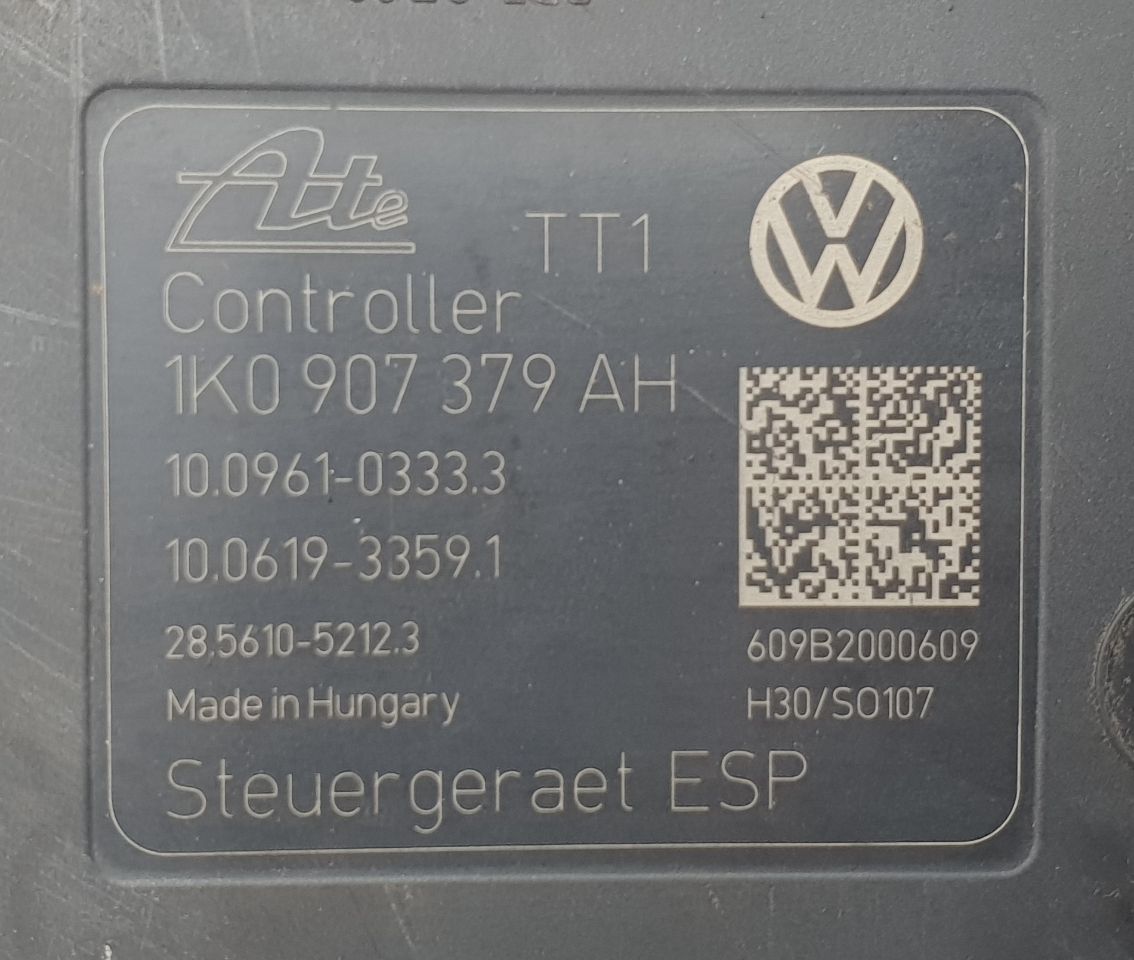 Ate
TT1
Controller
1K0 907 379 AH
10.0961-0333.3
10.0619-3359.1
28.5610-5212.3
Made in Hungary
609B2000609
H30/SO107
Steuergeraet ESP